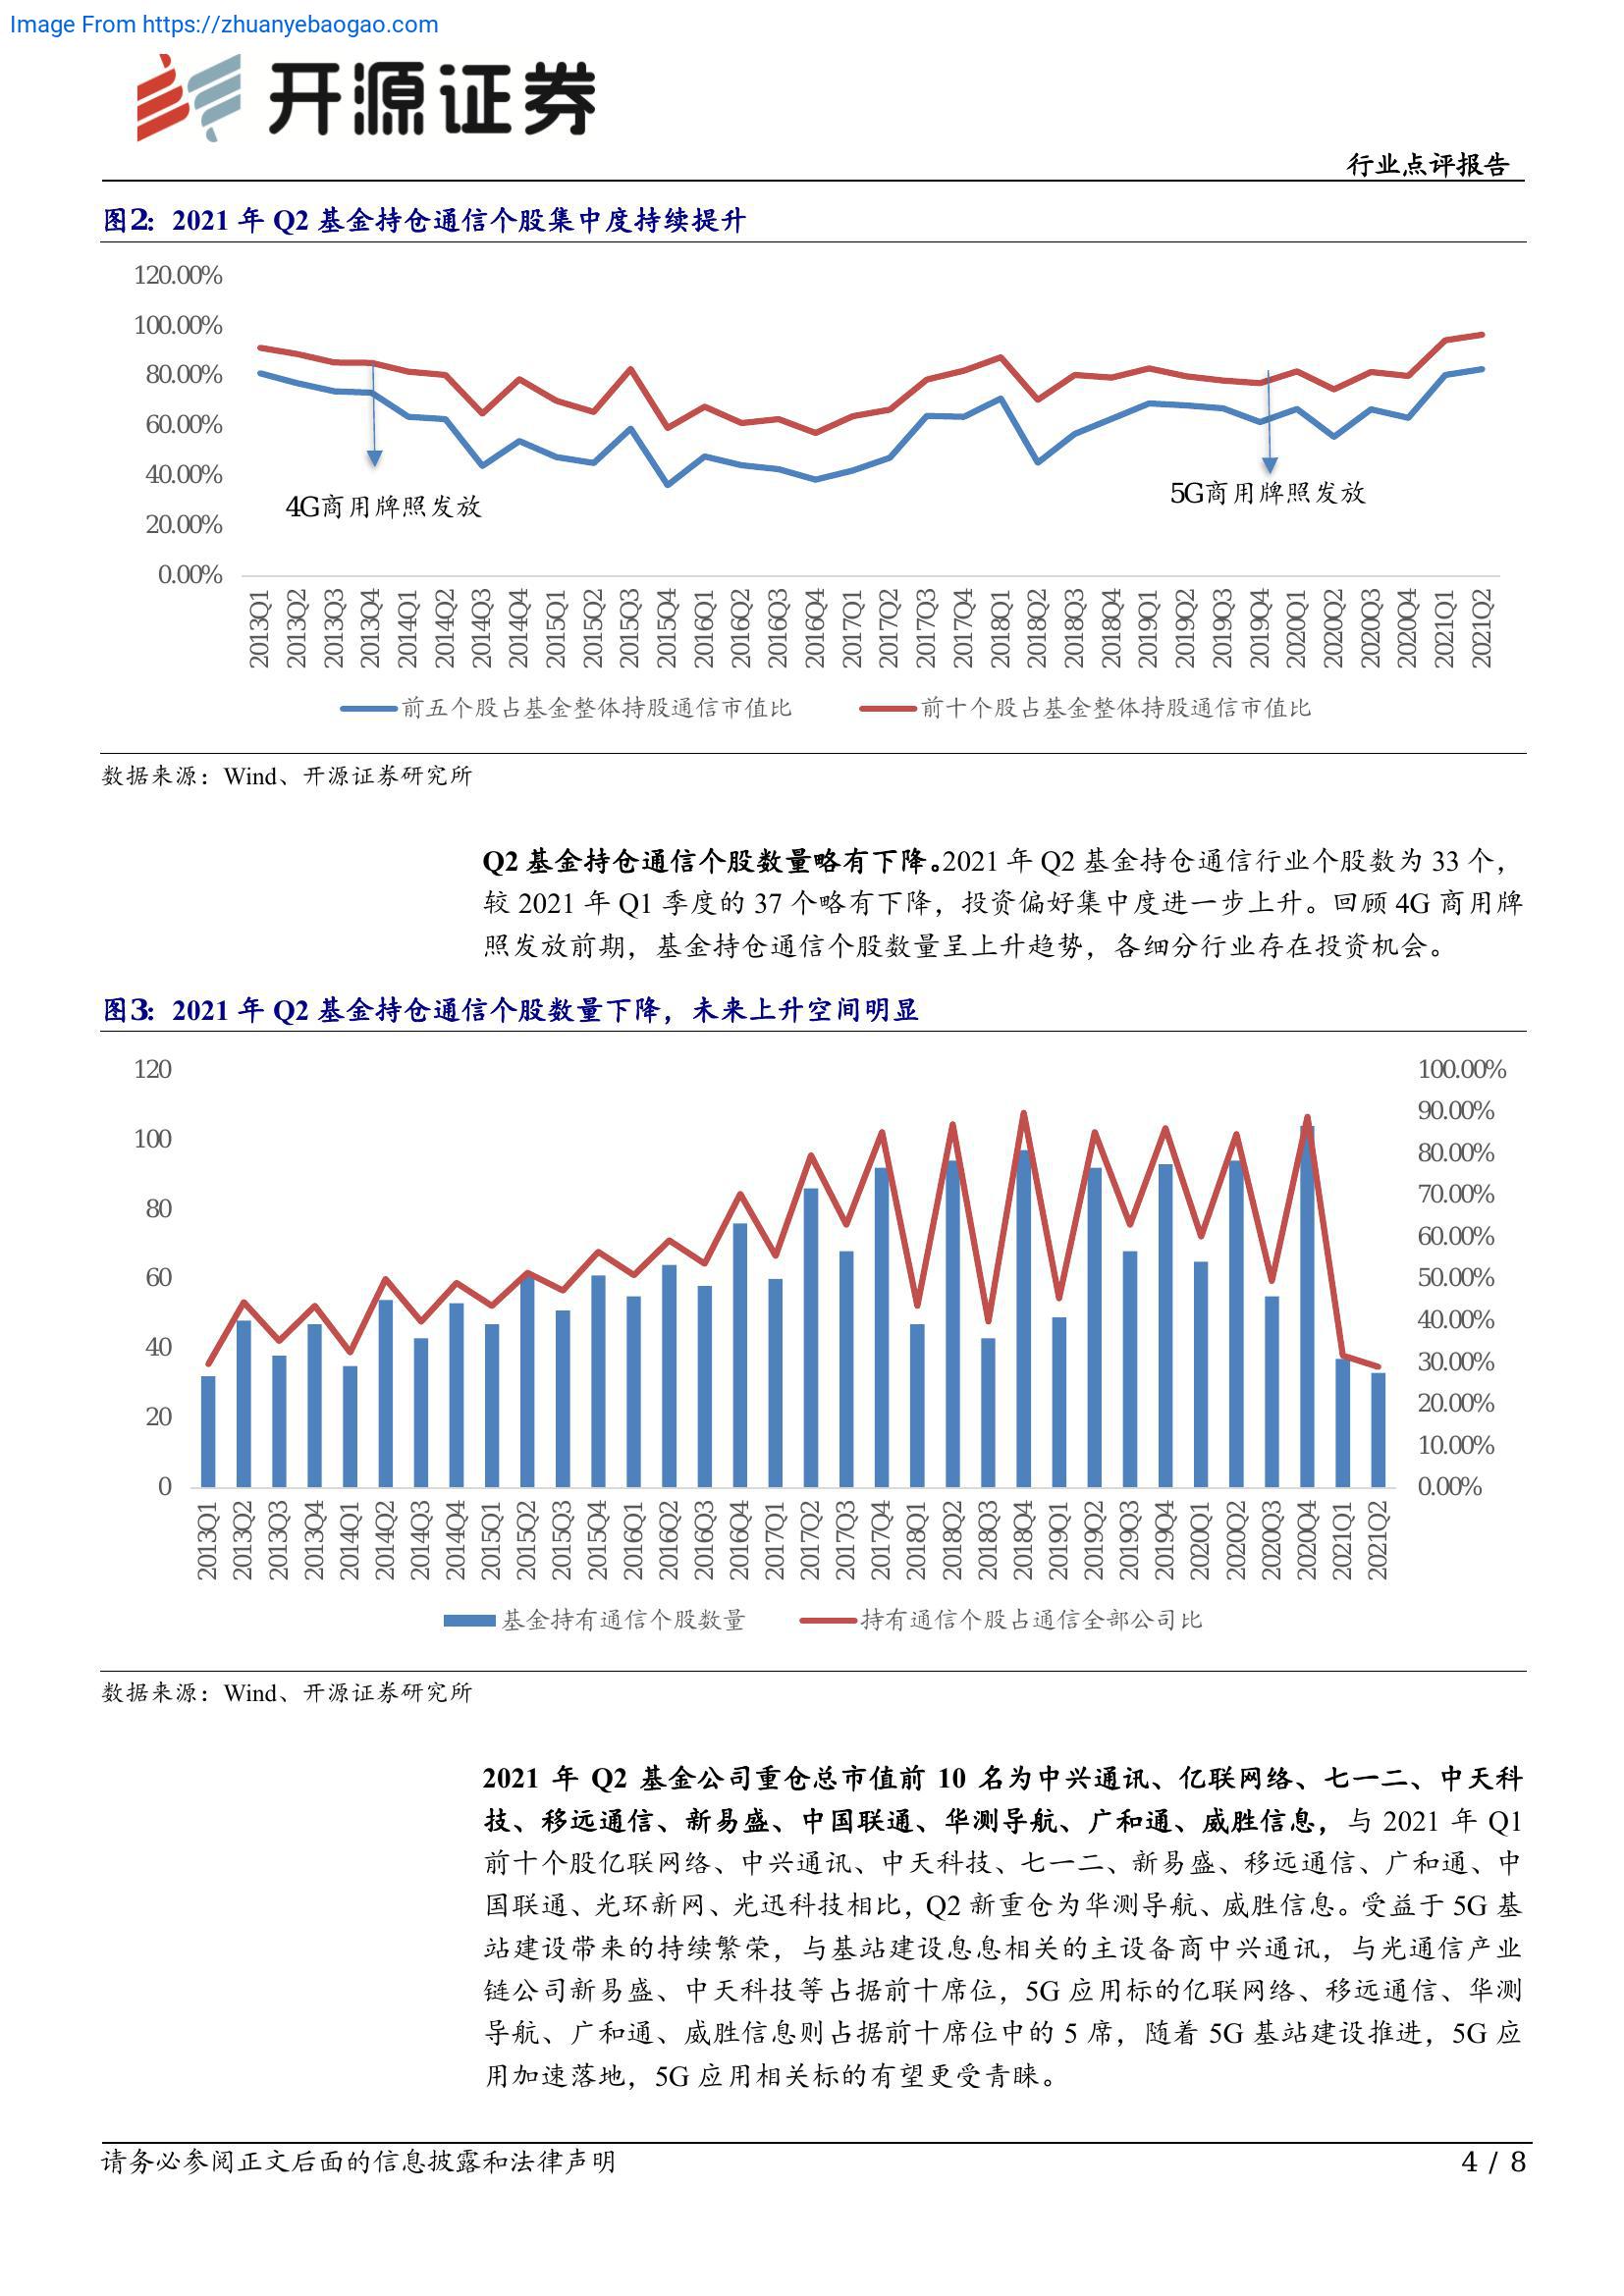 Image From https://zhuanyebaogao.com
开源证券
行业点评报告
图2: 2021 年 Q2 基金持仓通信个股集中度持续提升
120.00%
100.00%
80.00%
60.00%
40.00%
20.00%
0.00%
4G商用牌照发放
5G商用牌照发放
2013Q1 2013Q2 2013Q3 2013Q4 2014Q1 2014Q2 2014Q3 2014Q4 2015Q1 2015Q2 2015Q3 2015Q4 2016Q1 2016Q2 2016Q3 2016Q4 2017Q1 2017Q2 2017Q3 2017Q4 2018Q1 2018Q2 2018Q3 2018Q4 2019Q1 2019Q2 2019Q3 2019Q4 2020Q1 2020Q2 2020Q3 2020Q4 2021Q1 2021Q2
前五个股占基金整体持股通信市值比 前十个股占基金整体持股通信市值比
数据来源：Wind、开源证券研究所
Q2 基金持仓通信个股数量略有下降。2021 年 Q2 基金持仓通信行业个股数为 33 个，
较 2021 年 Q1 季度的 37 个略有下降，投资偏好集中度进一步上升。回顾 4G 商用牌
照发放前期，基金持仓通信个股数量呈上升趋势，各细分行业存在投资机会。
图3: 2021 年 Q2 基金持仓通信个股数量下降，未来上升空间明显
120
100
80
60
40
20
0
100.00%
90.00%
80.00%
70.00%
60.00%
50.00%
40.00%
30.00%
20.00%
10.00%
0.00%
2013Q1 2013Q2 2013Q3 2013Q4 2014Q1 2014Q2 2014Q3 2014Q4 2015Q1 2015Q2 2015Q3 2015Q4 2016Q1 2016Q2 2016Q3 2016Q4 2017Q1 2017Q2 2017Q3 2017Q4 2018Q1 2018Q2 2018Q3 2018Q4 2019Q1 2019Q2 2019Q3 2019Q4 2020Q1 2020Q2 2020Q3 2020Q4 2021Q1 2021Q2
基金持有通信个股数量 持有通信个股占通信全部公司比
数据来源：Wind、开源证券研究所
2021 年 Q2 基金公司重仓总市值前 10 名为中兴通讯、亿联网络、七一二、中天科
技、移远通信、新易盛、中国联通、华测导航、广和通、威胜信息，与 2021 年 Q1
前十个股亿联网络、中兴通讯、中天科技、七一二、新易盛、移远通信、广和通、中
国联通、光环新网、光迅科技相比，Q2 新重仓为华测导航、威胜信息。受益于 5G 基
站建设带来的持续繁荣，与基站建设息息相关的主设备商中兴通讯，与光通信产业
链公司新易盛、中天科技等占据前十席位，5G 应用标的亿联网络、移远通信、华测
导航、广和通、威胜信息则占据前十席位中的 5 席，随着 5G 基站建设推进，5G 应
用加速落地，5G 应用相关标的有望更受青睐。
请务必参阅正文后面的信息披露和法律声明
4 / 8